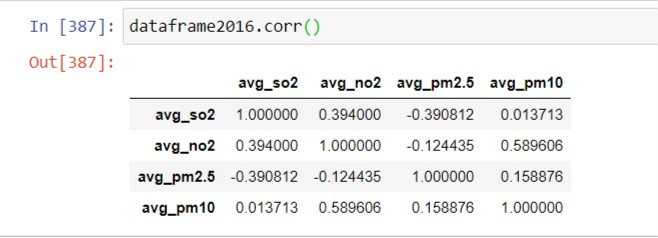 In [387]: dataframe2016.corr()
Out[387]:
avg_so2 avg_no2 avg_pm2.5 avg_pm10
avg_so2 1.000000 0.394000 -0.390812 0.013713
avg_no2 0.394000 1.000000 -0.124435 0.589606
avg_pm2.5 -0.390812 -0.124435 1.000000 0.158876
avg_pm10 0.013713 0.589606 0.158876 1.000000